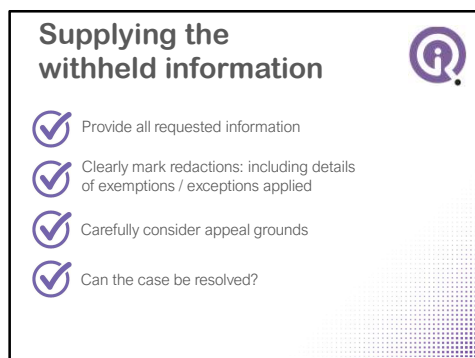 Supplying the
withheld information
Provide all requested information
Clearly mark redactions: including details
of exemptions / exceptions applied
Carefully consider appeal grounds
Can the case be resolved?